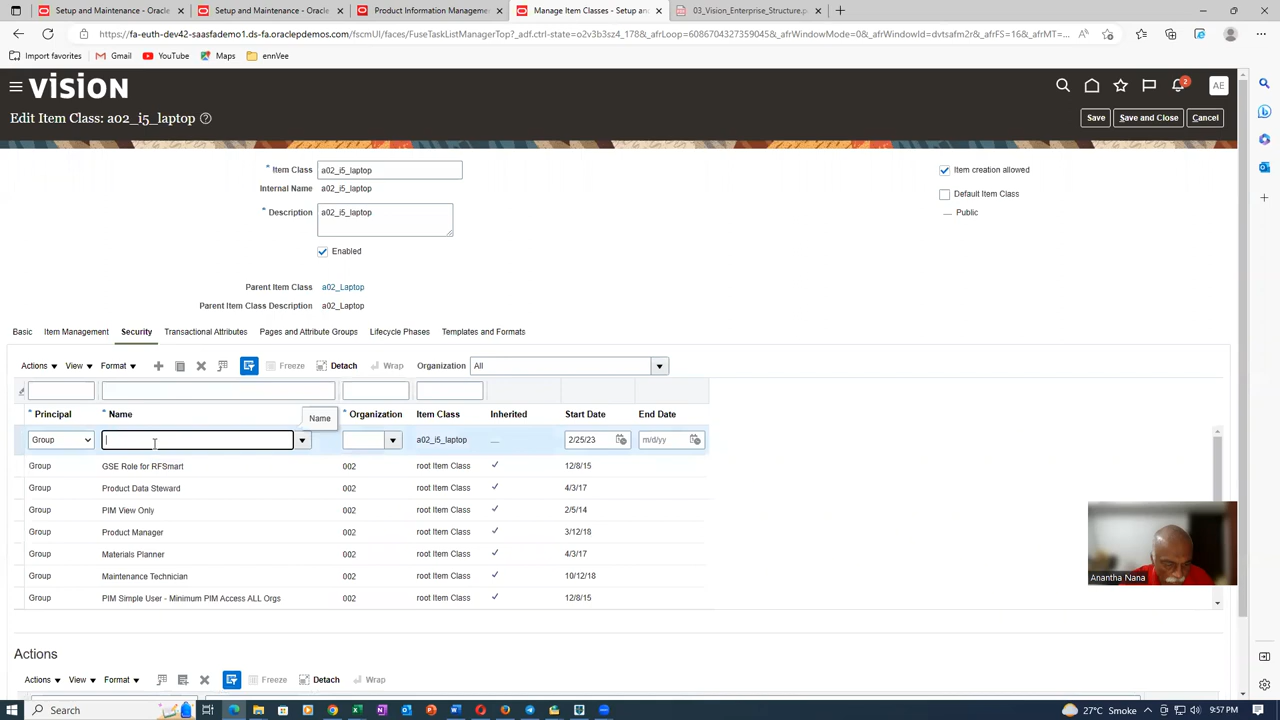 Setup and Maintenance - Oracle
Setup and Maintenance - Oracle
Product Information Management
Manage Item Classes - Setup and
03_Vision_Enterprise_Structure.p
https://fa-euth-dev42-saasfademo1.ds-fa.oraclepdemos.com/fscmUI/faces/FuseTaskListManagerTop?_adf.ctrl-state=o2v3b3sz4_178&_afrLoop=6086704327359045&_afrWindowMode=0&_afrWindowId=dvtsafm2r&_afrFS=16&_afrMT=...
Import favorites Gmail YouTube Maps ennVee
VISION
2
AE
Edit Item Class: a02_i5_laptop
Save Save and Close Cancel
* Item Class a02_i5_laptop
Item creation allowed
Internal Name a02_i5_laptop
Default Item Class
* Description a02_i5_laptop
Public
Enabled
Parent Item Class a02_Laptop
Parent Item Class Description a02_Laptop
Basic Item Management Security Transactional Attributes Pages and Attribute Groups Lifecycle Phases Templates and Formats
Actions View Format Freeze Detach Wrap Organization All
* Principal * Name * Organization Item Class Inherited Start Date End Date
Name
Group a02_i5_laptop 2/25/23 m/d/yy
Group GSE Role for RFSmart 002 root Item Class ✓ 12/8/15
Group Product Data Steward 002 root Item Class ✓ 4/3/17
Group PIM View Only 002 root Item Class ✓ 2/5/14
Group Product Manager 002 root Item Class ✓ 3/12/18
Group Materials Planner 002 root Item Class ✓ 4/3/17
Group Maintenance Technician 002 root Item Class ✓ 10/12/18
Group PIM Simple User - Minimum PIM Access ALL Orgs 002 root Item Class ✓ 12/8/15
Anantha Nana
Actions
Actions View Format Freeze Detach Wrap
Search
27°C Smoke
9:57 PM